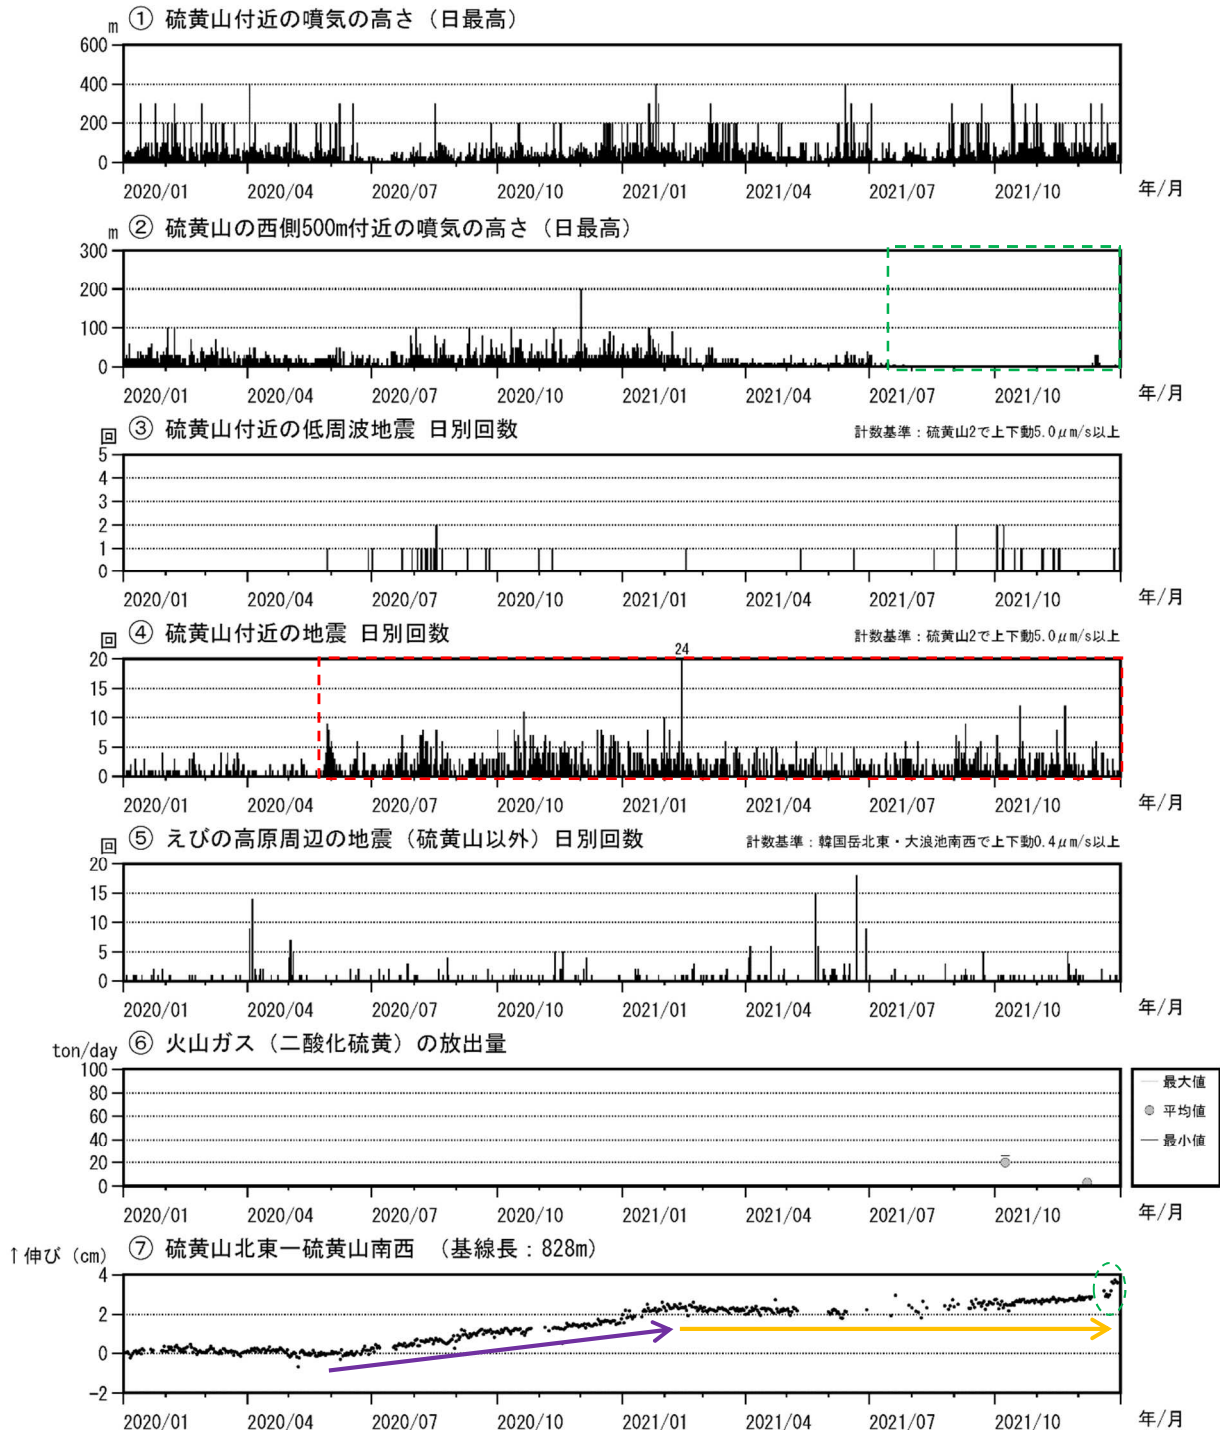 m ① 硫黄山付近の噴気の高さ（日最高）
600
400
200
0
2020/01 2020/04 2020/07 2020/10 2021/01 2021/04 2021/07 2021/10 年/月
m ② 硫黄山の西側500m付近の噴気の高さ（日最高）
300
200
100
0
2020/01 2020/04 2020/07 2020/10 2021/01 2021/04 2021/07 2021/10 年/月
回 ③ 硫黄山付近の低周波地震 日別回数 計数基準：硫黄山2で上下動5.0μm/s以上
5
4
3
2
1
0
2020/01 2020/04 2020/07 2020/10 2021/01 2021/04 2021/07 2021/10 年/月
回 ④ 硫黄山付近の地震 日別回数 計数基準：硫黄山2で上下動5.0μm/s以上
24
20
15
10
5
0
2020/01 2020/04 2020/07 2020/10 2021/01 2021/04 2021/07 2021/10 年/月
回 ⑤ えびの高原周辺の地震（硫黄山以外）日別回数 計数基準：韓国岳北東・大浪池南西で上下動0.4μm/s以上
20
15
10
5
0
2020/01 2020/04 2020/07 2020/10 2021/01 2021/04 2021/07 2021/10 年/月
ton/day ⑥ 火山ガス（二酸化硫黄）の放出量
100
80
60
40
20
0
最大値
平均値
最小値
2020/01 2020/04 2020/07 2020/10 2021/01 2021/04 2021/07 2021/10 年/月
↑伸び（cm） ⑦ 硫黄山北東－硫黄山南西 （基線長：828m）
4
2
0
-2
2020/01 2020/04 2020/07 2020/10 2021/01 2021/04 2021/07 2021/10 年/月